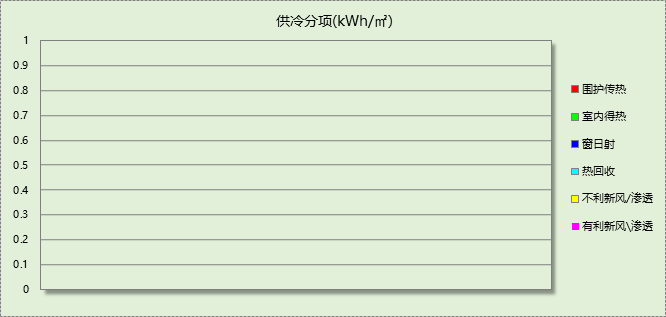 供冷分项(kWh/㎡)
1
0.9
0.8
0.7
0.6
0.5
0.4
0.3
0.2
0.1
0
围护传热
室内得热
窗日射
热回收
不利新风/渗透
有利新风\渗透